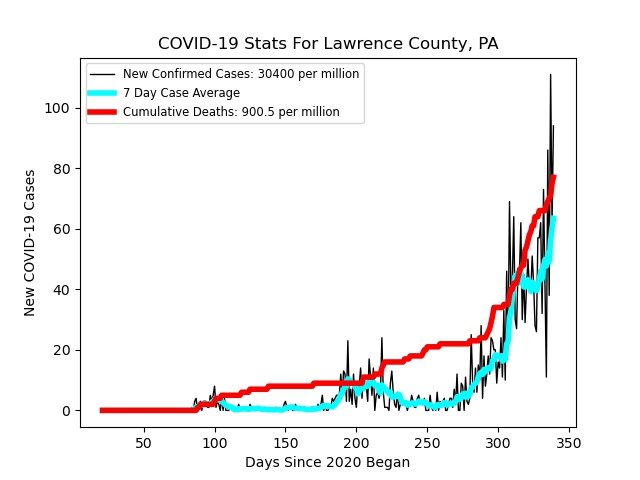 COVID-19 Stats For Lawrence County, PA
New Confirmed Cases: 30400 per million
7 Day Case Average
Cumulative Deaths: 900.5 per million
New COVID-19 Cases
100
80
60
40
20
0
50
100
150
200
250
300
350
Days Since 2020 Began